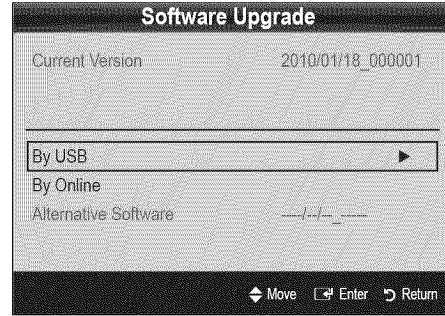 Software Upgrade
Current Version 2010/01/18_000001
By USB ▶
By Online
Alternative Software ----/--/--_-----
Move Enter Return